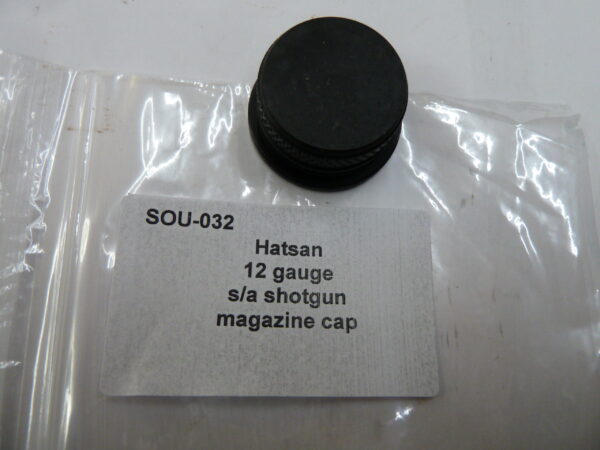 SOU-032
Hatsan
12 gauge
s/a shotgun
magazine cap